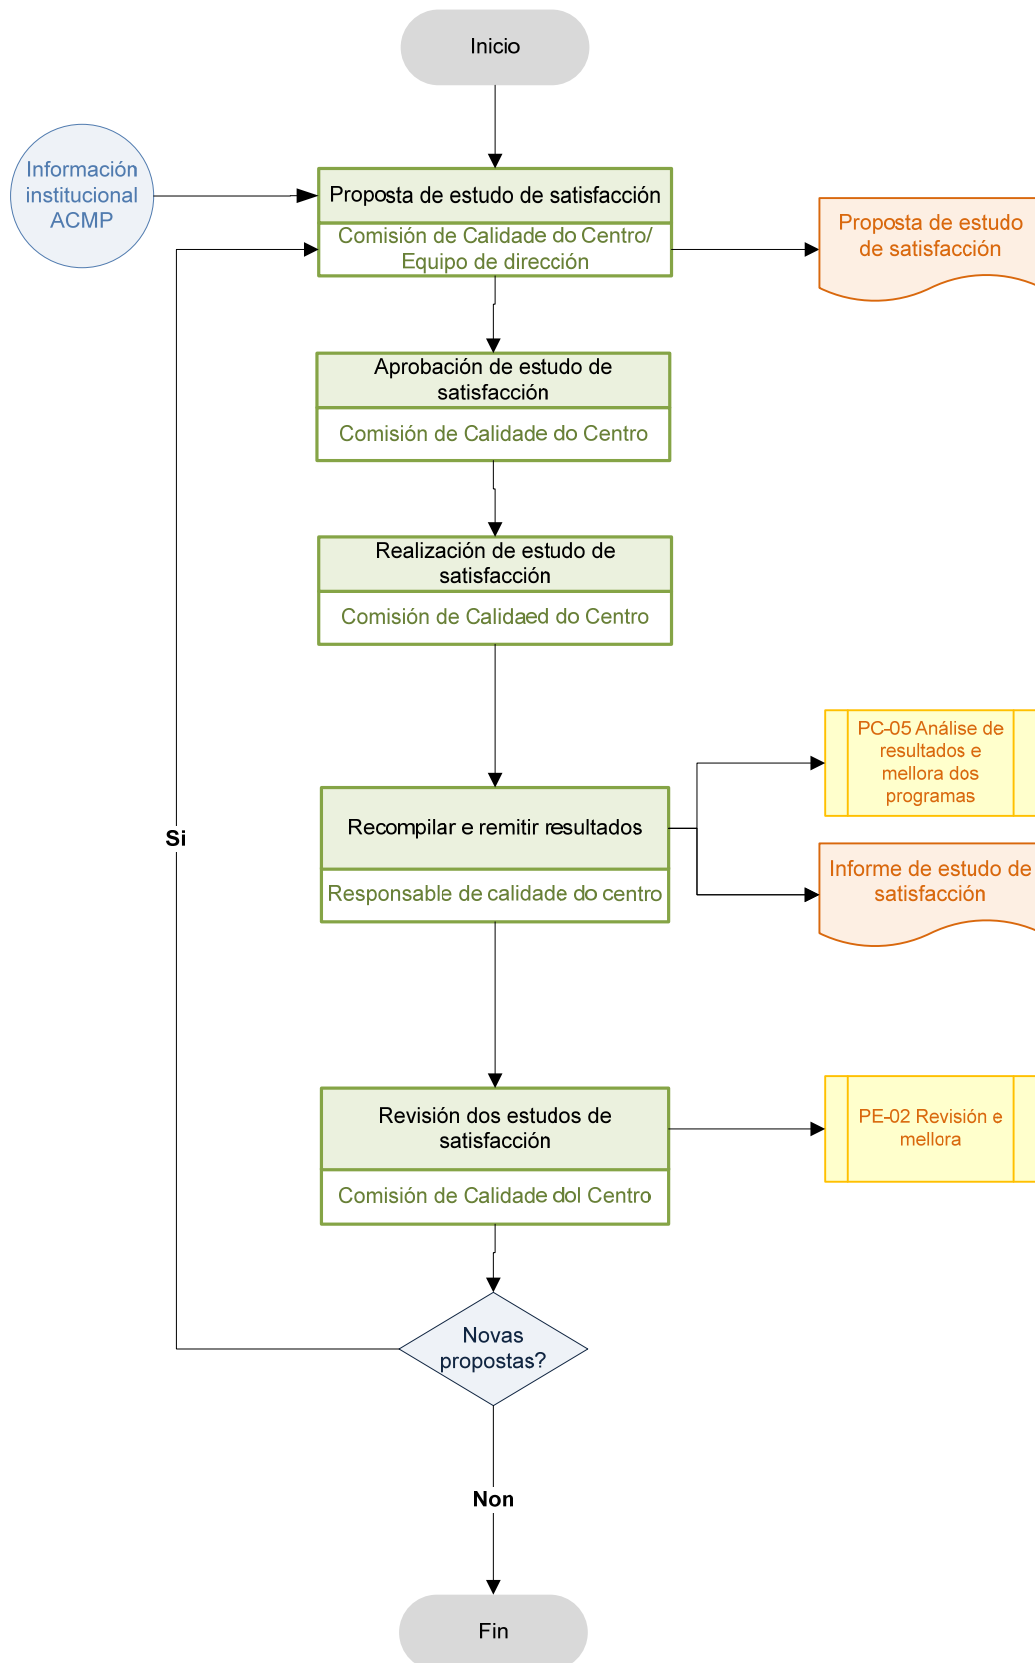 Inicio
Información
institucional
ACMP
Proposta de estudo de satisfacción
Comisión de Calidade do Centro/
Equipo de dirección
Proposta de estudo
de satisfacción
Aprobación de estudo de
satisfacción
Comisión de Calidade do Centro
Realización de estudo de
satisfacción
Comisión de Calidaed do Centro
PC-05 Análise de
resultados e
mellora dos
programas
Si
Recompilar e remitir resultados
Responsable de calidade do centro
Informe de estudo de
satisfacción
Revisión dos estudos de
satisfacción
Comisión de Calidade dol Centro
PE-02 Revisión e
mellora
Novas
propostas?
Non
Fin